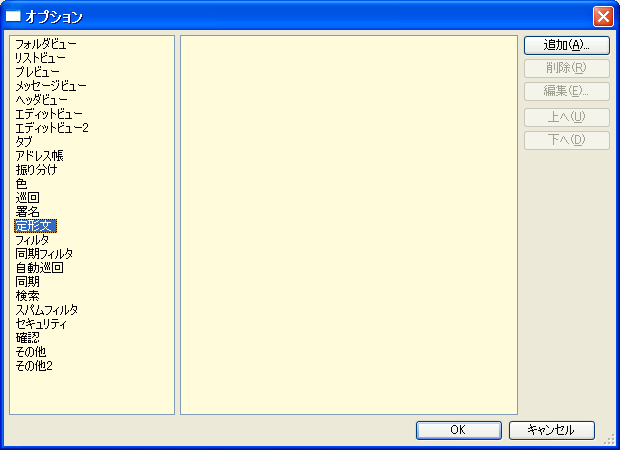 オプション
フォルダビュー
リストビュー
プレビュー
メッセージビュー
ヘッダビュー
エディットビュー
エディットビュー2
タブ
アドレス帳
振り分け
色
巡回
署名
定形文
フィルタ
同期フィルタ
自動巡回
同期
検索
スパムフィルタ
セキュリティ
確認
その他
その他2
追加(A)...
削除(R)
編集(E)...
上へ(U)
下へ(D)
OK
キャンセル